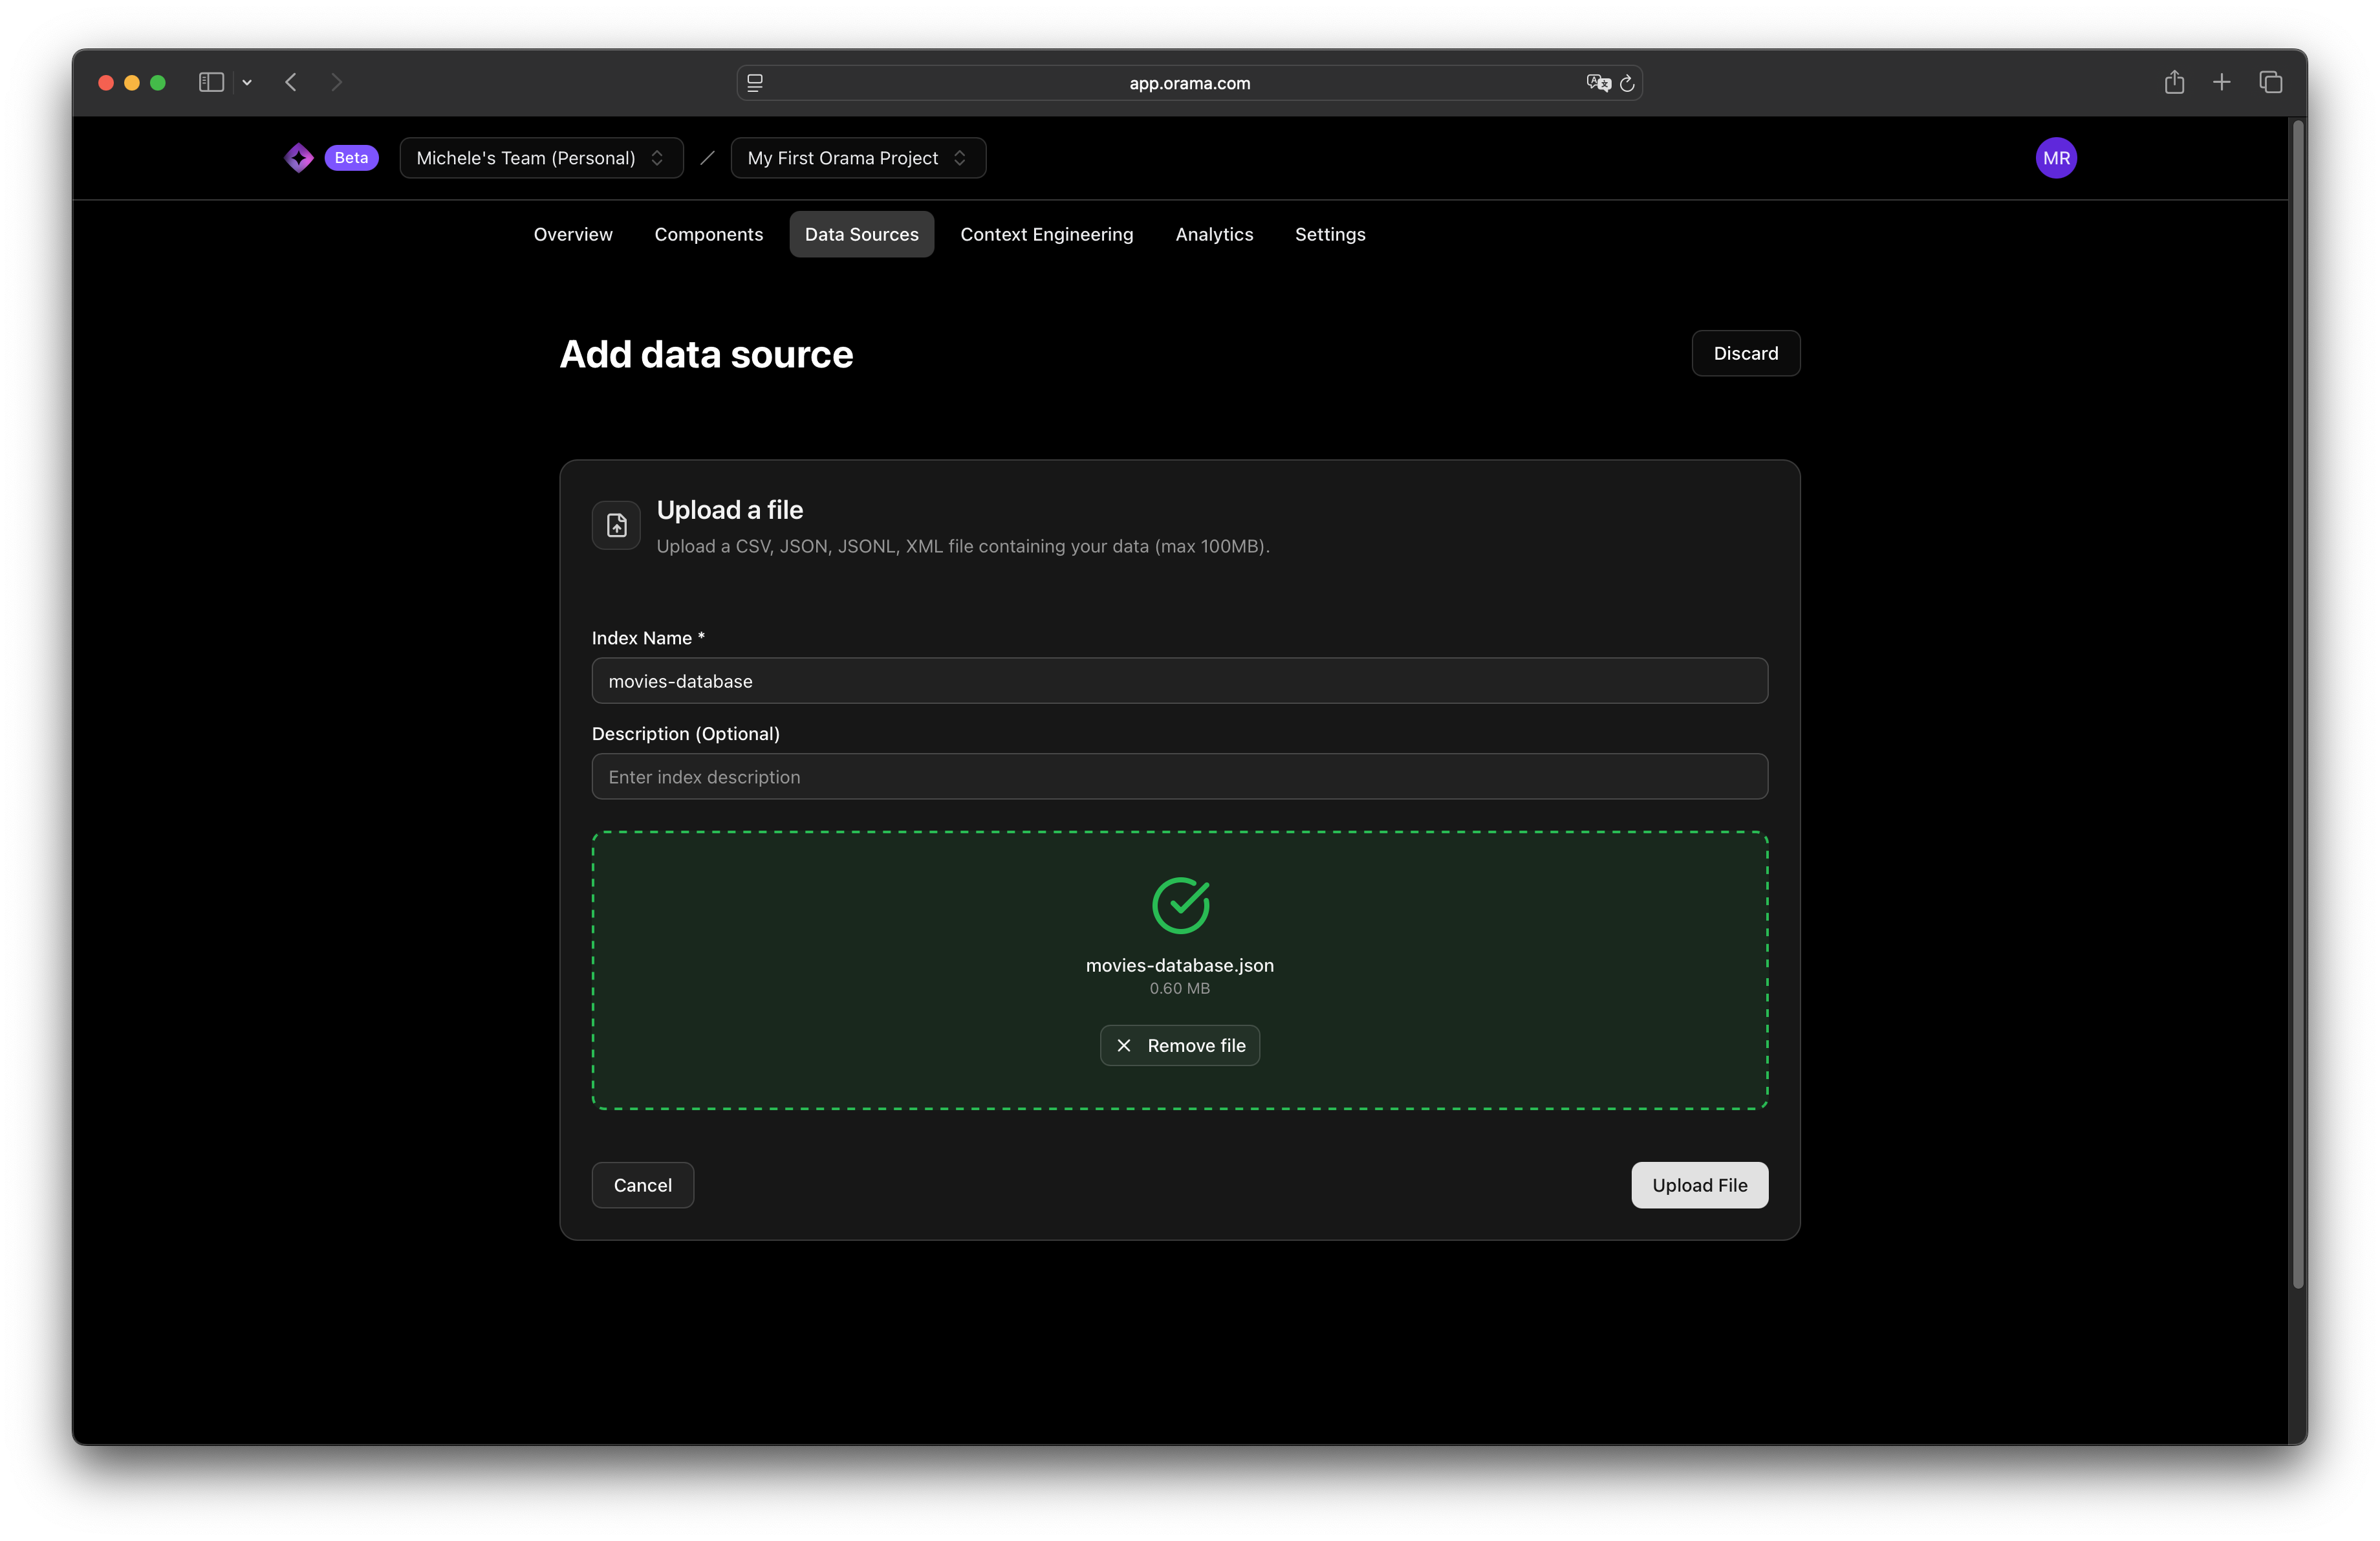 app.orama.com
Beta
Michele's Team (Personal)
/
My First Orama Project
MR
Overview
Components
Data Sources
Context Engineering
Analytics
Settings
Add data source
Discard
Upload a file
Upload a CSV, JSON, JSONL, XML file containing your data (max 100MB).
Index Name *
movies-database
Description (Optional)
Enter index description
movies-database.json
0.60 MB
Remove file
Cancel
Upload File